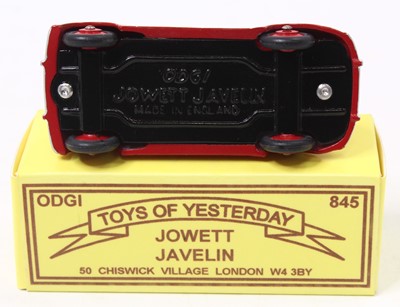 ODGI
JOWETT JAVELIN
MADE IN ENGLAND
ODGI
845
TOYS OF YESTERDAY
JOWETT
JAVELIN
50 CHISWICK VILLAGE LONDON W4 3BY